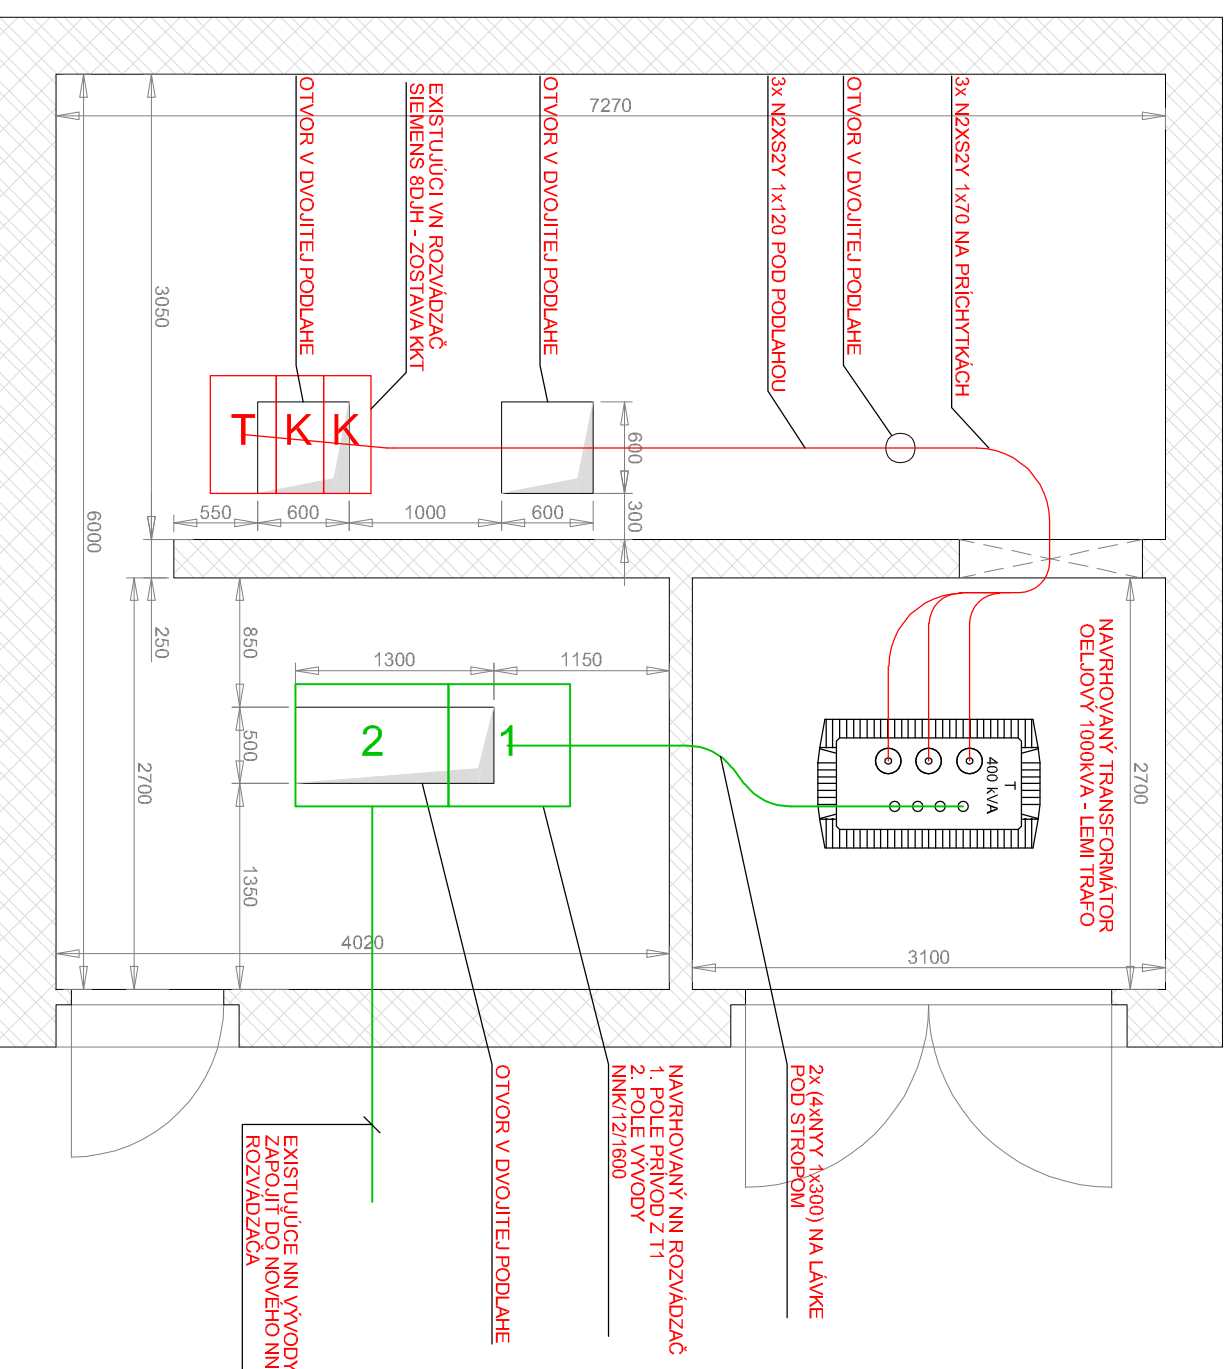 OTVOR V DVOJITEJ PODLAHE
EXISTUJÚCI VN ROZVÁDZAČ
SIEMENS 8DJH - ZOSTAVA KKT
OTVOR V DVOJITEJ PODLAHE
3x N2XS2Y 1x120 POD PODLAHOU
OTVOR V DVOJITEJ PODLAHE
3x N2XS2Y 1x70 NA PRÍCHYTKÁCH
7270
3050
6000
T K K
600
300
550
600
1000
600
250
850
1300
1150
2
1
500
2700
1350
4020
NAVRHOVANÝ TRANSFORMÁTOR
OELJOVÝ 1000kVA - LEMI TRAFO
T
400 kVA
2700
3100
2x (4xNYY 1x300) NA LÁVKE
POD STROPOM
NAVRHOVANÝ NN ROZVÁDZAČ
1. POLE PRÍVOD Z T1
2. POLE VÝVODY
NNK/12/1600
OTVOR V DVOJITEJ PODLAHE
EXISTUJÚCE NN VÝVODY
ZAPOJIŤ DO NOVÉHO NN
ROZVÁDZAČA